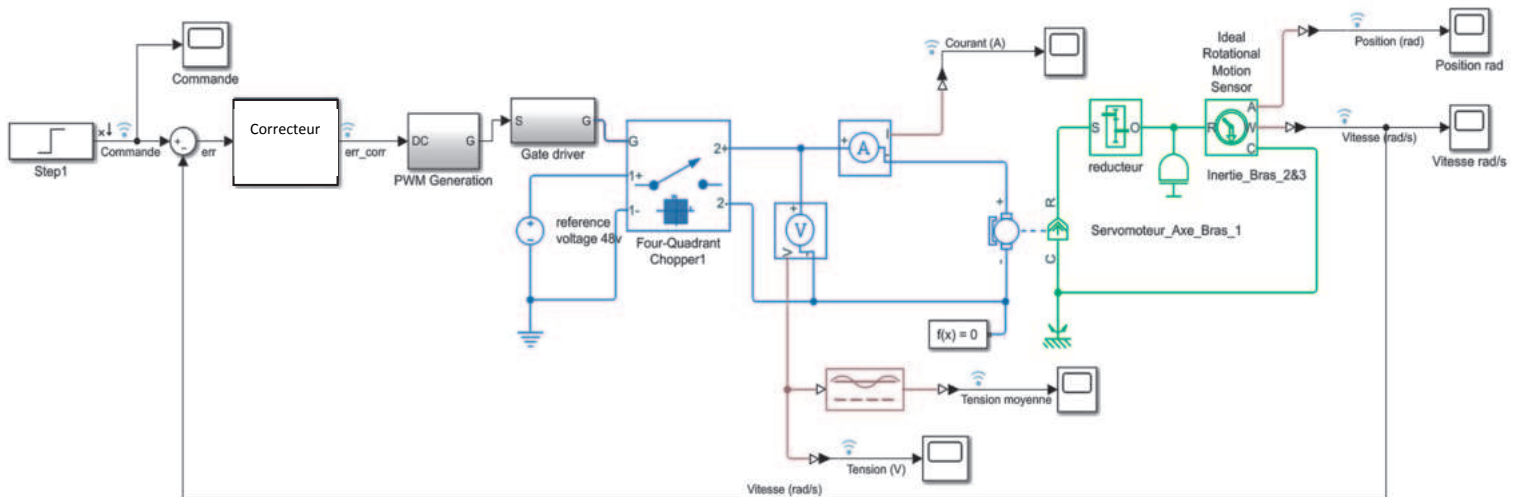 Commande
Step1
Commande
err
Correcteur
err_corr
DC
G
PWM Generation
S
G
Gate driver
G
1+
1-
2+
2-
reference
voltage 48v
Four-Quadrant
Chopper1
A
I
V
V
Courant (A)
f(x) = 0
Tension moyenne
Tension (V)
Vitesse (rad/s)
R
C
Servomoteur_Axe_Bras_1
S
O
reducteur
Ideal
Rotational
Motion
Sensor
R
A
W
C
Inertie_Bras_2&3
Position (rad)
Position rad
Vitesse (rad/s)
Vitesse rad/s